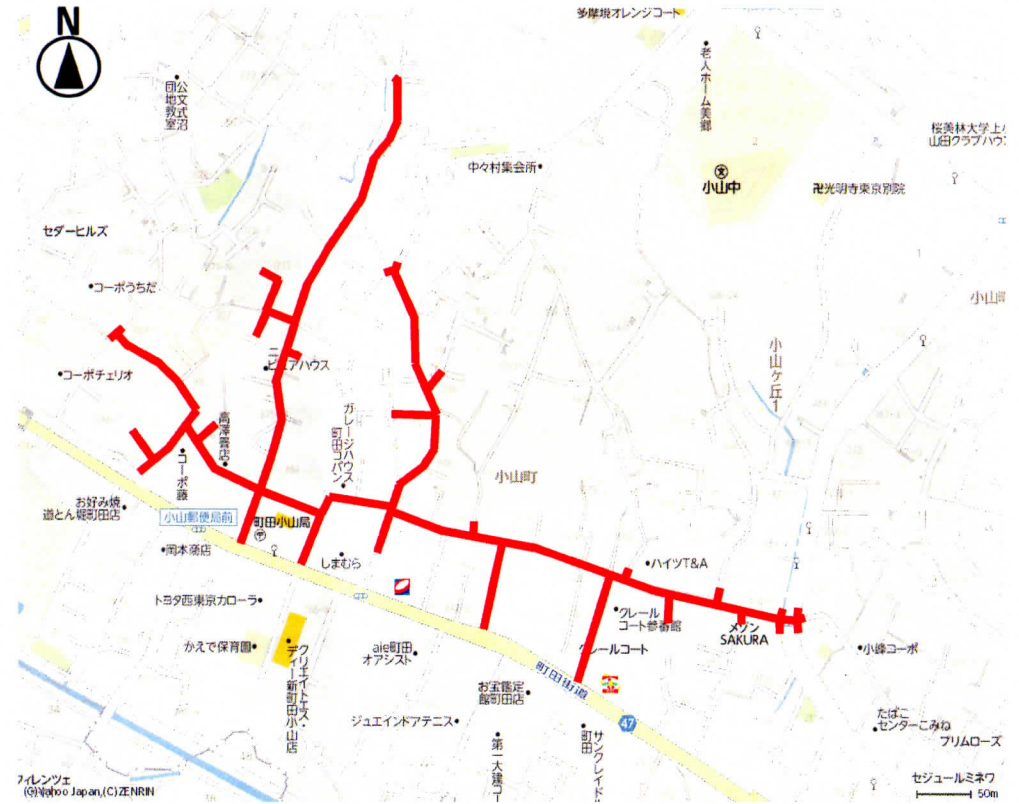 N
多摩境オレンジコート
公文式沼
団地教室
老人ホーム美郷
桜美林大学上小
山田クラブハウス
中々村集会所
文
小山中
卍光明寺東京別院
セダーヒルズ
コーポうちだ
小山町
小山ヶ丘1
ピュアハウス
コーポチェリオ
高澤畳店
ガレージハウス
町田コパン
コーポ藤
小山町
お好み焼
道とん堀町田店
小山郵便局前
町田小山局
岡本商店
しまむら
ハイツT&A
トヨタ西東京カローラ
クレール
コート参番館
メゾン
SAKURA
かえで保育園
クリエイトエス・
ディー新町田小山店
aie町田
オアシスト
クレールコート
小峰コーポ
町田街道
お宝鑑定
館町田店
ジュエインドアテニス
47
たばこ
センターこみね
プリムローズ
第一大建コー
サンクレイドル
町田
フィレンツェ
(C)Yahoo Japan,(C)ZENRIN
セジュールミネワ
50m